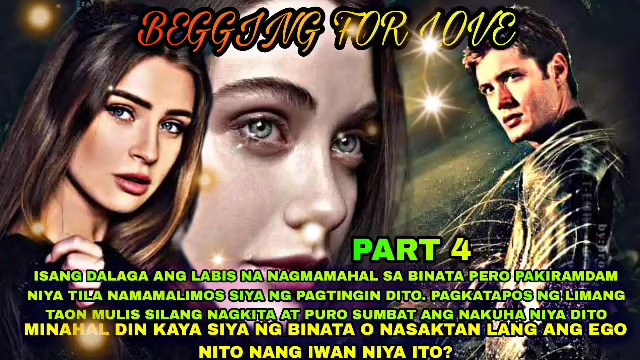 BEGGING FOR LOVE
PART 4
ISANG DALAGA ANG LABIS NA NAGMAMAHAL SA BINATA PERO PAKIRAMDAM
NIYA TILA NAMAMALIMOS SIYA NG PAGTINGIN DITO. PAGKATAPOS NG LIMANG
TAON MULIS SILANG NAGKITA AT PURO SUMBAT ANG NAKUHA NIYA DITO
MINAHAL DIN KAYA SIYA NG BINATA O NASAKTAN LANG ANG EGO
NITO NANG IWAN NIYA ITO?